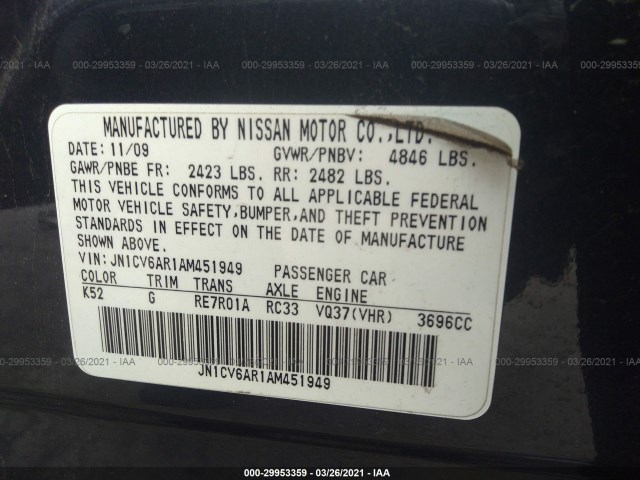 000-29953359 - 03/26/2021 - IAA
MANUFACTURED BY NISSAN MOTOR CO.,LTD.
DATE: 11/09 GVWR/PNBV: 4846 LBS.
GAWR/PNBE FR: 2423 LBS. RR: 2482 LBS.
THIS VEHICLE CONFORMS TO ALL APPLICABLE FEDERAL
MOTOR VEHICLE SAFETY,BUMPER,AND THEFT PREVENTION
STANDARDS IN EFFECT ON THE DATE OF MANUFACTURE
SHOWN ABOVE.
VIN: JN1CV6AR1AM451949 PASSENGER CAR
COLOR TRIM TRANS AXLE ENGINE
K52 G RE7R01A RC33 VQ37(VHR) 3696CC
JN1CV6AR1AM451949
000-29953359 - 03/26/2021 - IAA